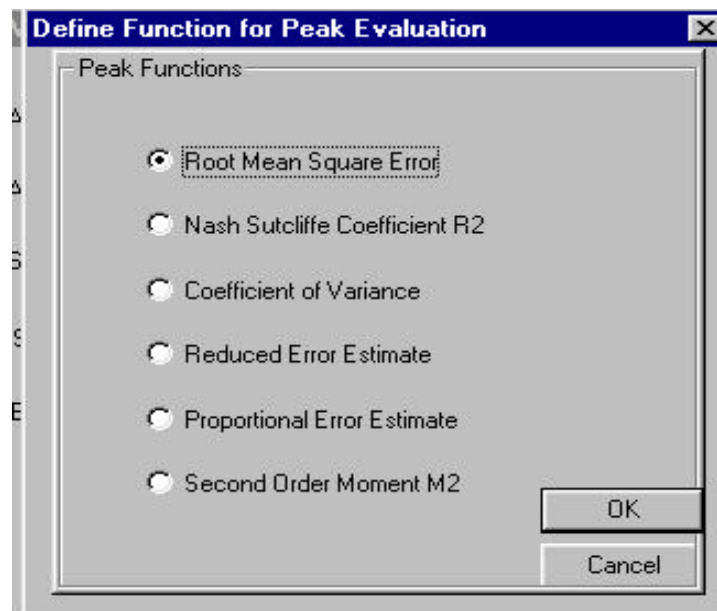 Define Function for Peak Evaluation
Peak Functions
Root Mean Square Error
Nash Sutcliffe Coefficient R2
Coefficient of Variance
Reduced Error Estimate
Proportional Error Estimate
Second Order Moment M2
OK
Cancel